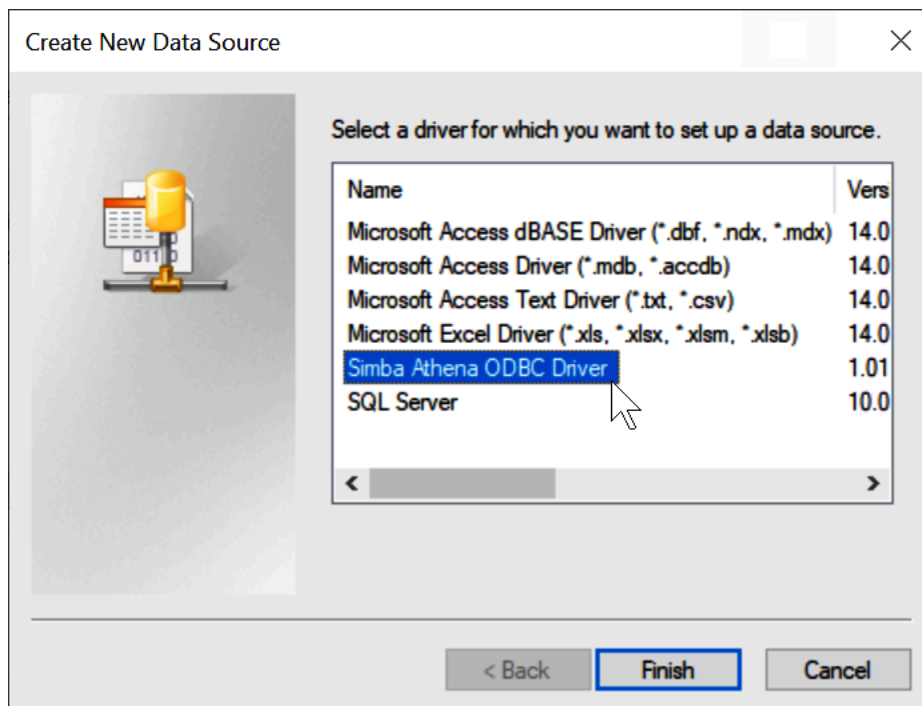 Create New Data Source
Select a driver for which you want to set up a data source.
Name Vers
Microsoft Access dBASE Driver (*.dbf, *.ndx, *.mdx) 14.0
Microsoft Access Driver (*.mdb, *.accdb) 14.0
Microsoft Access Text Driver (*.txt, *.csv) 14.0
Microsoft Excel Driver (*.xls, *.xlsx, *.xlsm, *.xlsb) 14.0
Simba Athena ODBC Driver 1.01
SQL Server 10.0
< Back Finish Cancel